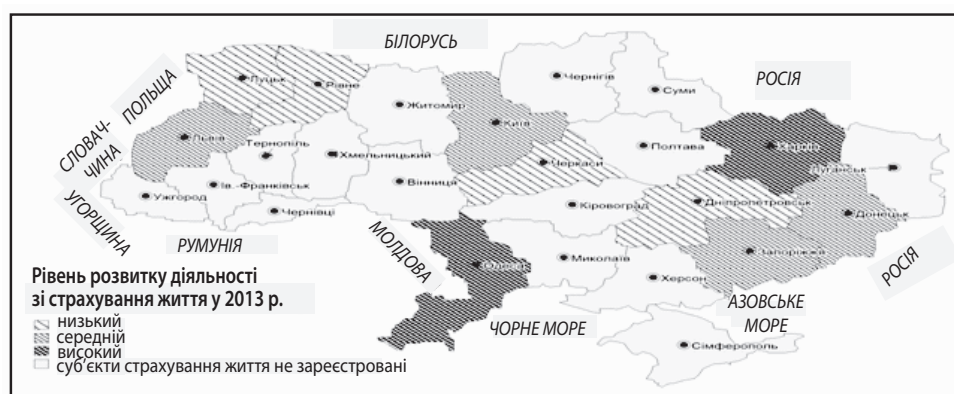 БІЛОРУСЬ
ПОЛЬЩА
РОСІЯ
СЛОВАЧ-
ЧИНА
УГОРЩИНА
Луцьк
Рівне
Житомир
Київ
Чернігів
Суми
Львів
Тернопіль
Хмельницький
Черкаси
Полтава
Харків
Луганськ
Ужгород
Ів.-Франківськ
Вінниця
Чернівці
Кіровоград
Дніпропетровськ
Донецьк
РУМУНІЯ
МОЛДОВА
Одеса
Миколаїв
Запоріжжя
Херсон
РОСІЯ
АЗОВСЬКЕ
МОРЕ
ЧОРНЕ МОРЕ
Сімферополь
Рівень розвитку діяльності
зі страхування життя у 2013 р.
низький
середній
високий
суб'єкти страхування життя не зареєстровані